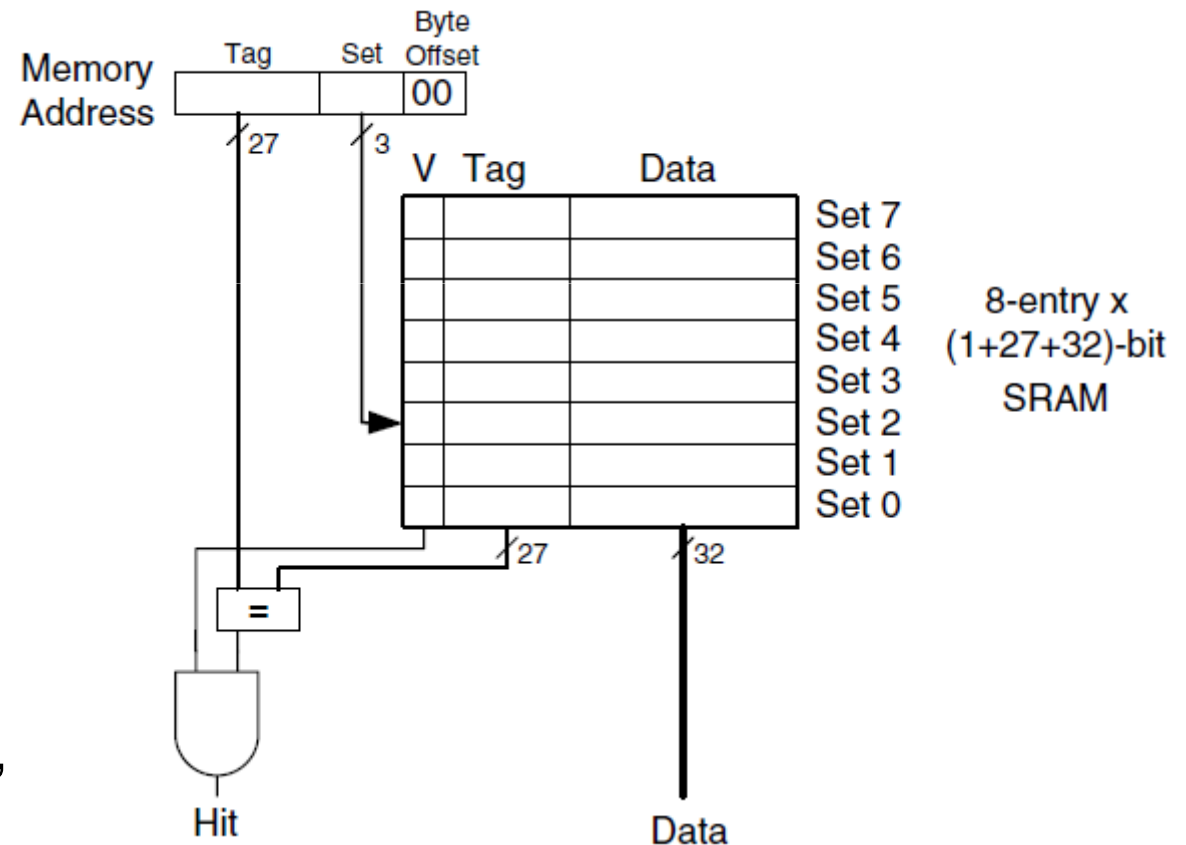 Byte
Tag Set Offset
Memory
Address
00
27 3
V Tag Data
Set 7
Set 6
Set 5
Set 4
Set 3
Set 2
Set 1
Set 0
8-entry x
(1+27+32)-bit
SRAM
27 32
=
,
Hit
Data